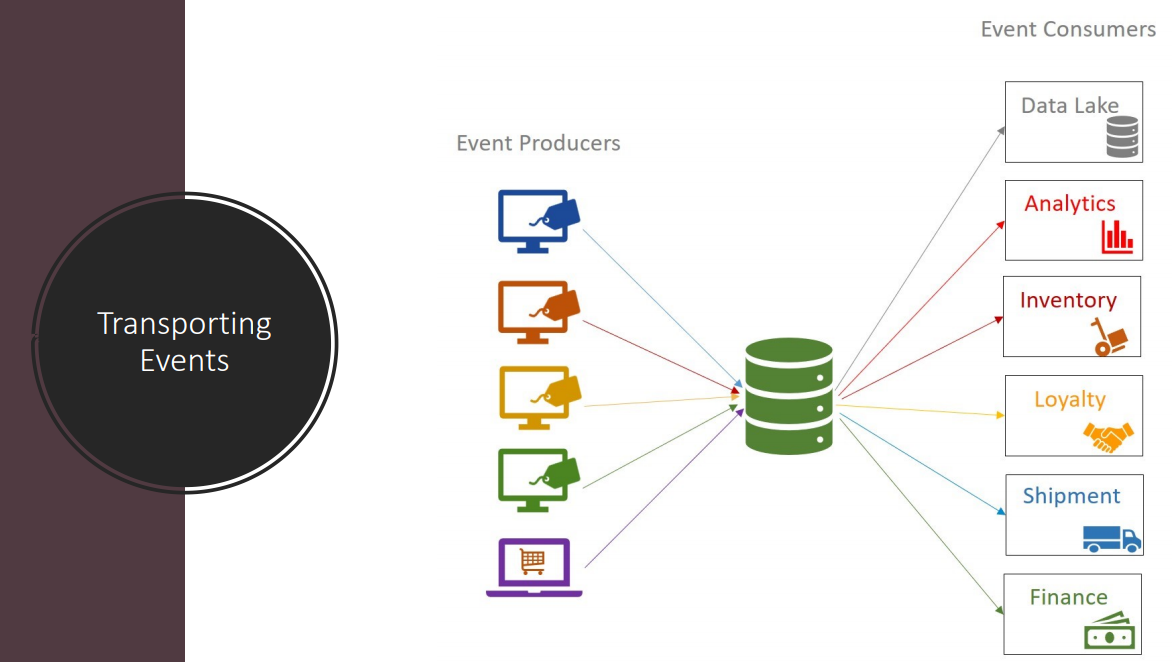 Transporting
Events
Event Producers
Event Consumers
Data Lake
Analytics
Inventory
Loyalty
Shipment
Finance